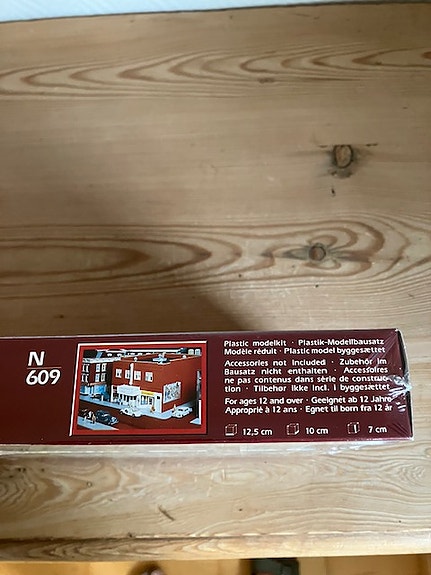 N
609
Plastic modelkit · Plastik-Modellbausatz
Modèle réduit · Plastic model byggesættet
Accessories not included · Zubehör im
Bausatz nicht enthalten · Accessoires
ne pas contenus dans série de construc-
tion · Tilbehør ikke incl. i byggesættet
For ages 12 and over · Geeignet ab 12 Jahre
Approprié à 12 ans · Egnet til børn fra 12 år
12,5 cm 10 cm 7 cm